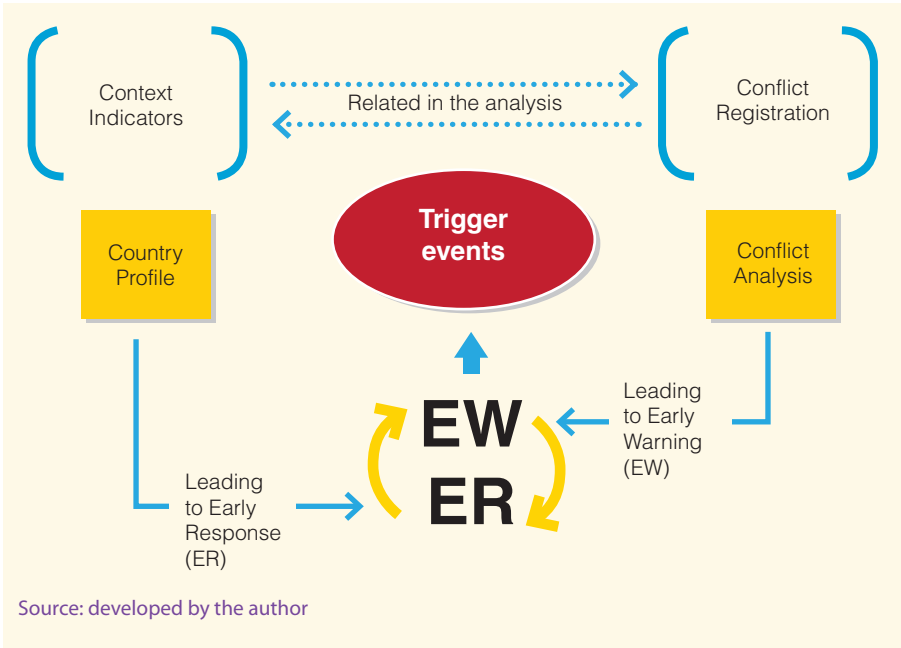 Context
Indicators
Related in the analysis
Conflict
Registration
Country
Profile
Trigger
events
Conflict
Analysis
EW
ER
Leading
to Early
Warning
(EW)
Leading
to Early
Response
(ER)
Source: developed by the author